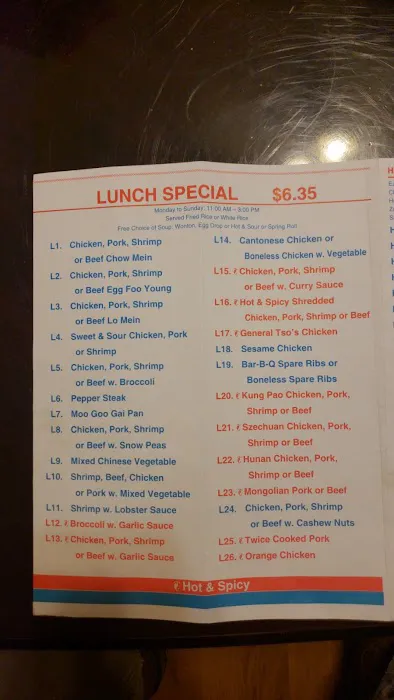 LUNCH SPECIAL $6.35
Monday to Sunday: 11:00 AM - 3:00 PM
Served Fried Rice or White Rice
Free Choice of Soup: Wonton, Egg Drop or Hot & Sour or Spring Roll
L1. Chicken, Pork, Shrimp
or Beef Chow Mein
L2. Chicken, Pork, Shrimp
or Beef Egg Foo Young
L3. Chicken, Pork, Shrimp
or Beef Lo Mein
L4. Sweet & Sour Chicken, Pork
or Shrimp
L5. Chicken, Pork, Shrimp
or Beef w. Broccoli
L6. Pepper Steak
L7. Moo Goo Gai Pan
L8. Chicken, Pork, Shrimp
or Beef w. Snow Peas
L9. Mixed Chinese Vegetable
L10. Shrimp, Beef, Chicken
or Pork w. Mixed Vegetable
L11. Shrimp w. Lobster Sauce
L12. Broccoli w. Garlic Sauce
L13. Chicken, Pork, Shrimp
or Beef w. Garlic Sauce
L14. Cantonese Chicken or
Boneless Chicken w. Vegetable
L15. Chicken, Pork, Shrimp
or Beef w. Curry Sauce
L16. Hot & Spicy Shredded
Chicken, Pork, Shrimp or Beef
L17. General Tso's Chicken
L18. Sesame Chicken
L19. Bar-B-Q Spare Ribs or
Boneless Spare Ribs
L20. Kung Pao Chicken, Pork,
Shrimp or Beef
L21. Szechuan Chicken, Pork,
Shrimp or Beef
L22. Hunan Chicken, Pork,
Shrimp or Beef
L23. Mongolian Pork or Beef
L24. Chicken, Pork, Shrimp
or Beef w. Cashew Nuts
L25. Twice Cooked Pork
L26. Orange Chicken
Hot & Spicy